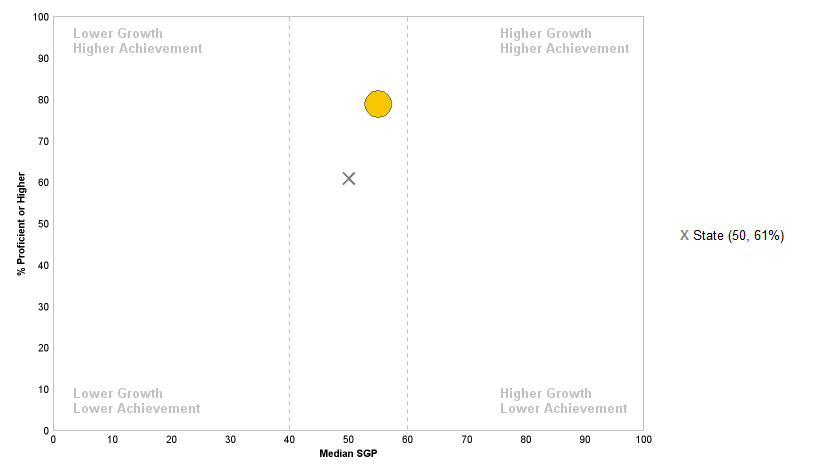 100
Lower Growth
Higher Achievement
Higher Growth
Higher Achievement
90
80
70
60
50
40
30
20
10
0
% Proficient or Higher
X State (50, 61%)
Lower Growth
Lower Achievement
Higher Growth
Lower Achievement
0 10 20 30 40 50 60 70 80 90 100
Median SGP